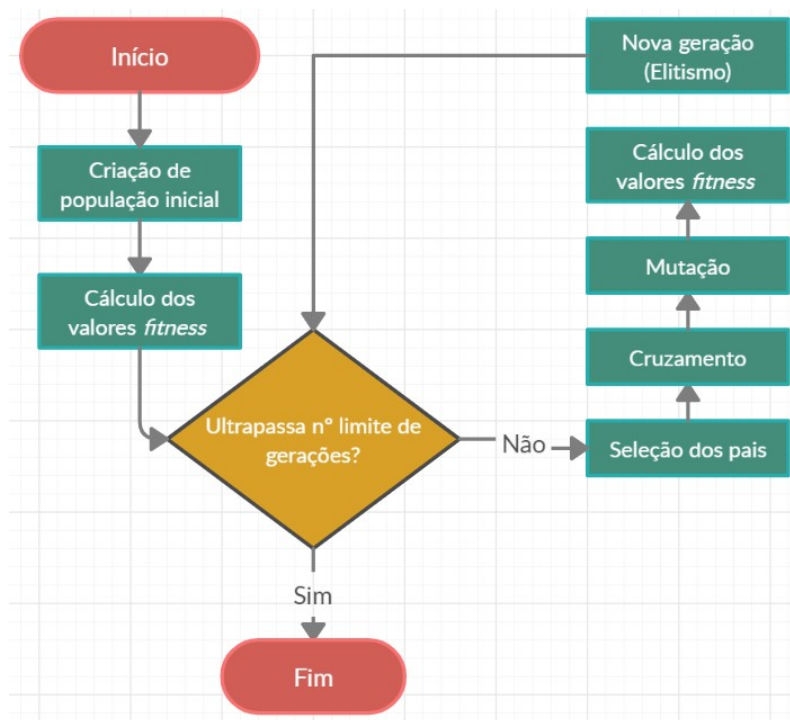 Início
Criação de
população inicial
Cálculo dos
valores fitness
Ultrapassa nº limite de
gerações?
Sim
Fim
Não
Seleção dos pais
Cruzamento
Mutação
Cálculo dos
valores fitness
Nova geração
(Elitismo)